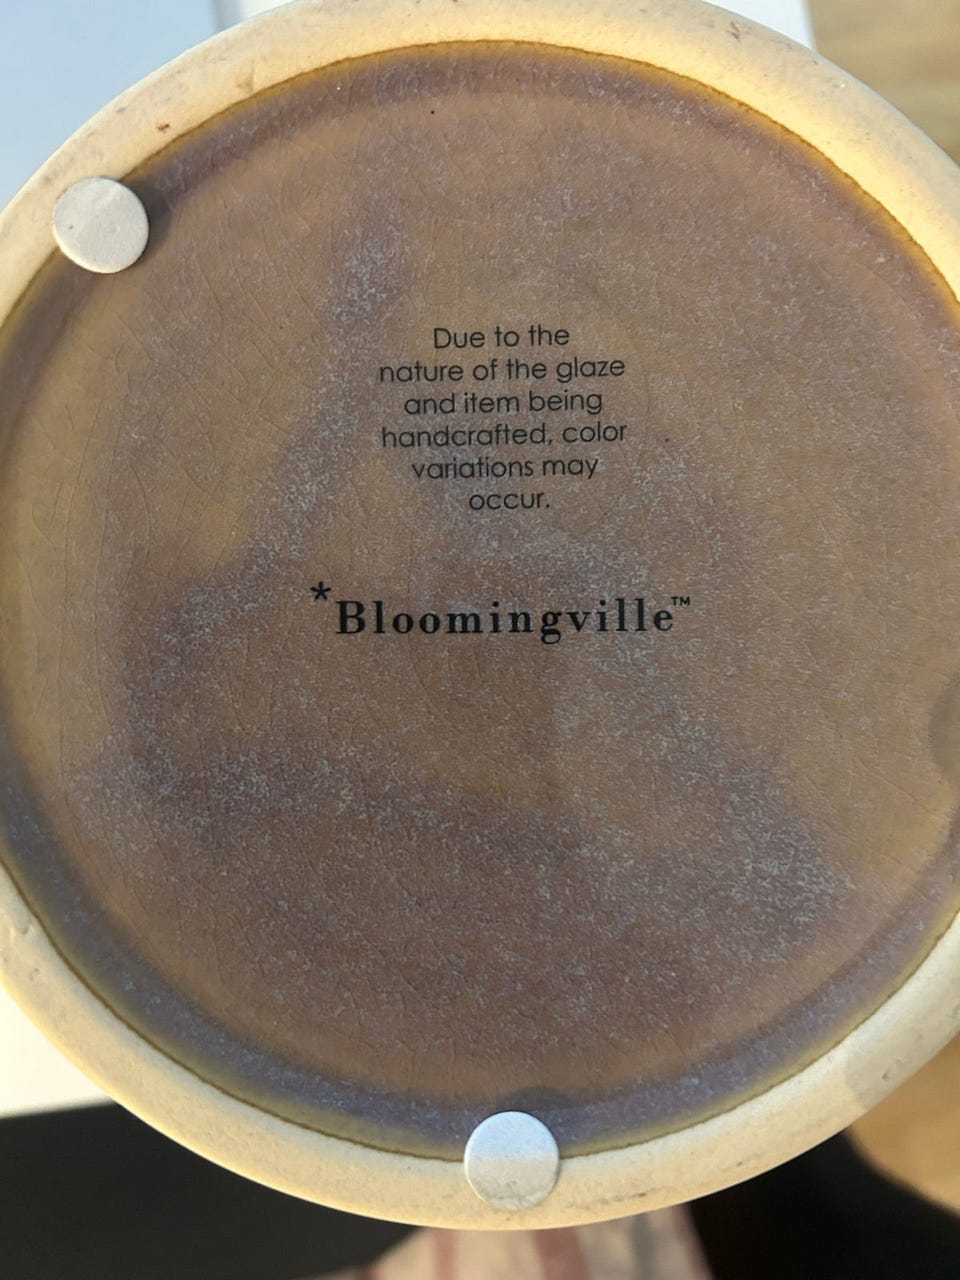 Due to the
nature of the glaze
and item being
handcrafted, color
variations may
occur.
*Bloomingville™